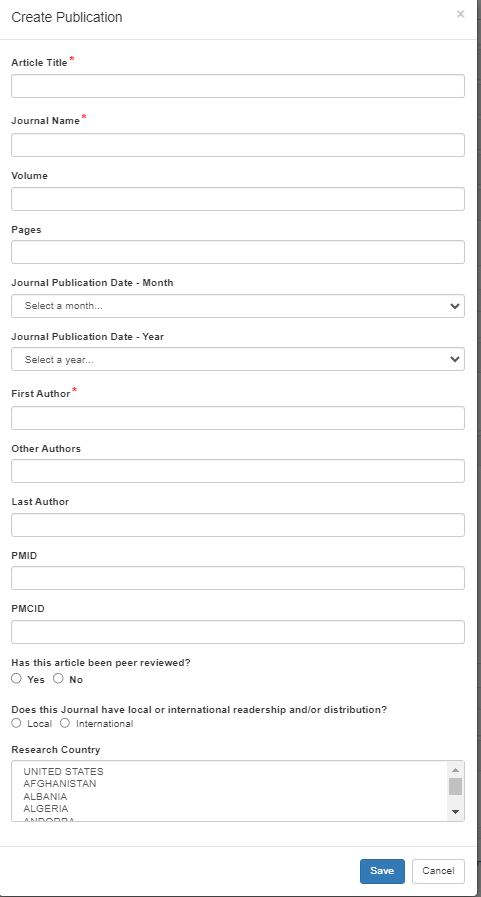 Create Publication ×
Article Title*
Journal Name*
Volume
Pages
Journal Publication Date - Month
Select a month...
Journal Publication Date - Year
Select a year...
First Author*
Other Authors
Last Author
PMID
PMCID
Has this article been peer reviewed?
Yes No
Does this Journal have local or international readership and/or distribution?
Local International
Research Country
UNITED STATES
AFGHANISTAN
ALBANIA
ALGERIA
ANDORRA
Save Cancel